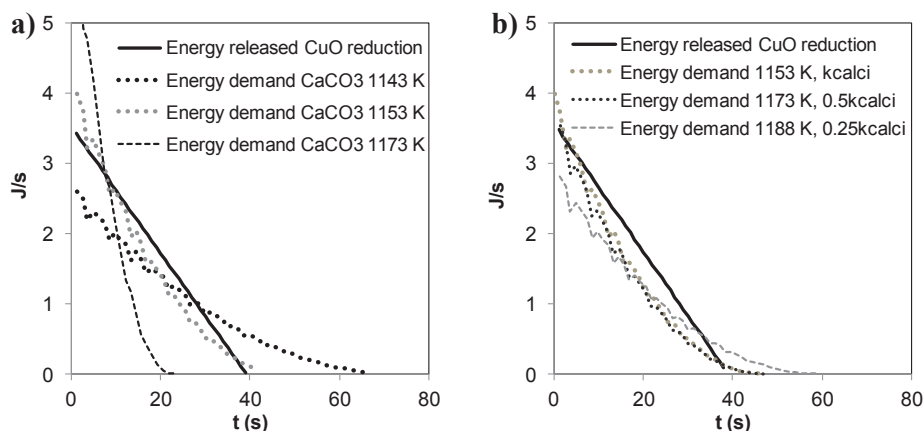 a)
5
4
3
2
1
0
J/s
0 20 40 60 80
t (s)
Energy released CuO reduction
Energy demand CaCO3 1143 K
Energy demand CaCO3 1153 K
Energy demand CaCO3 1173 K
b)
5
4
3
2
1
0
J/s
0 20 40 60 80
t (s)
Energy released CuO reduction
Energy demand 1153 K, kcalci
Energy demand 1173 K, 0.5kcalci
Energy demand 1188 K, 0.25kcalci